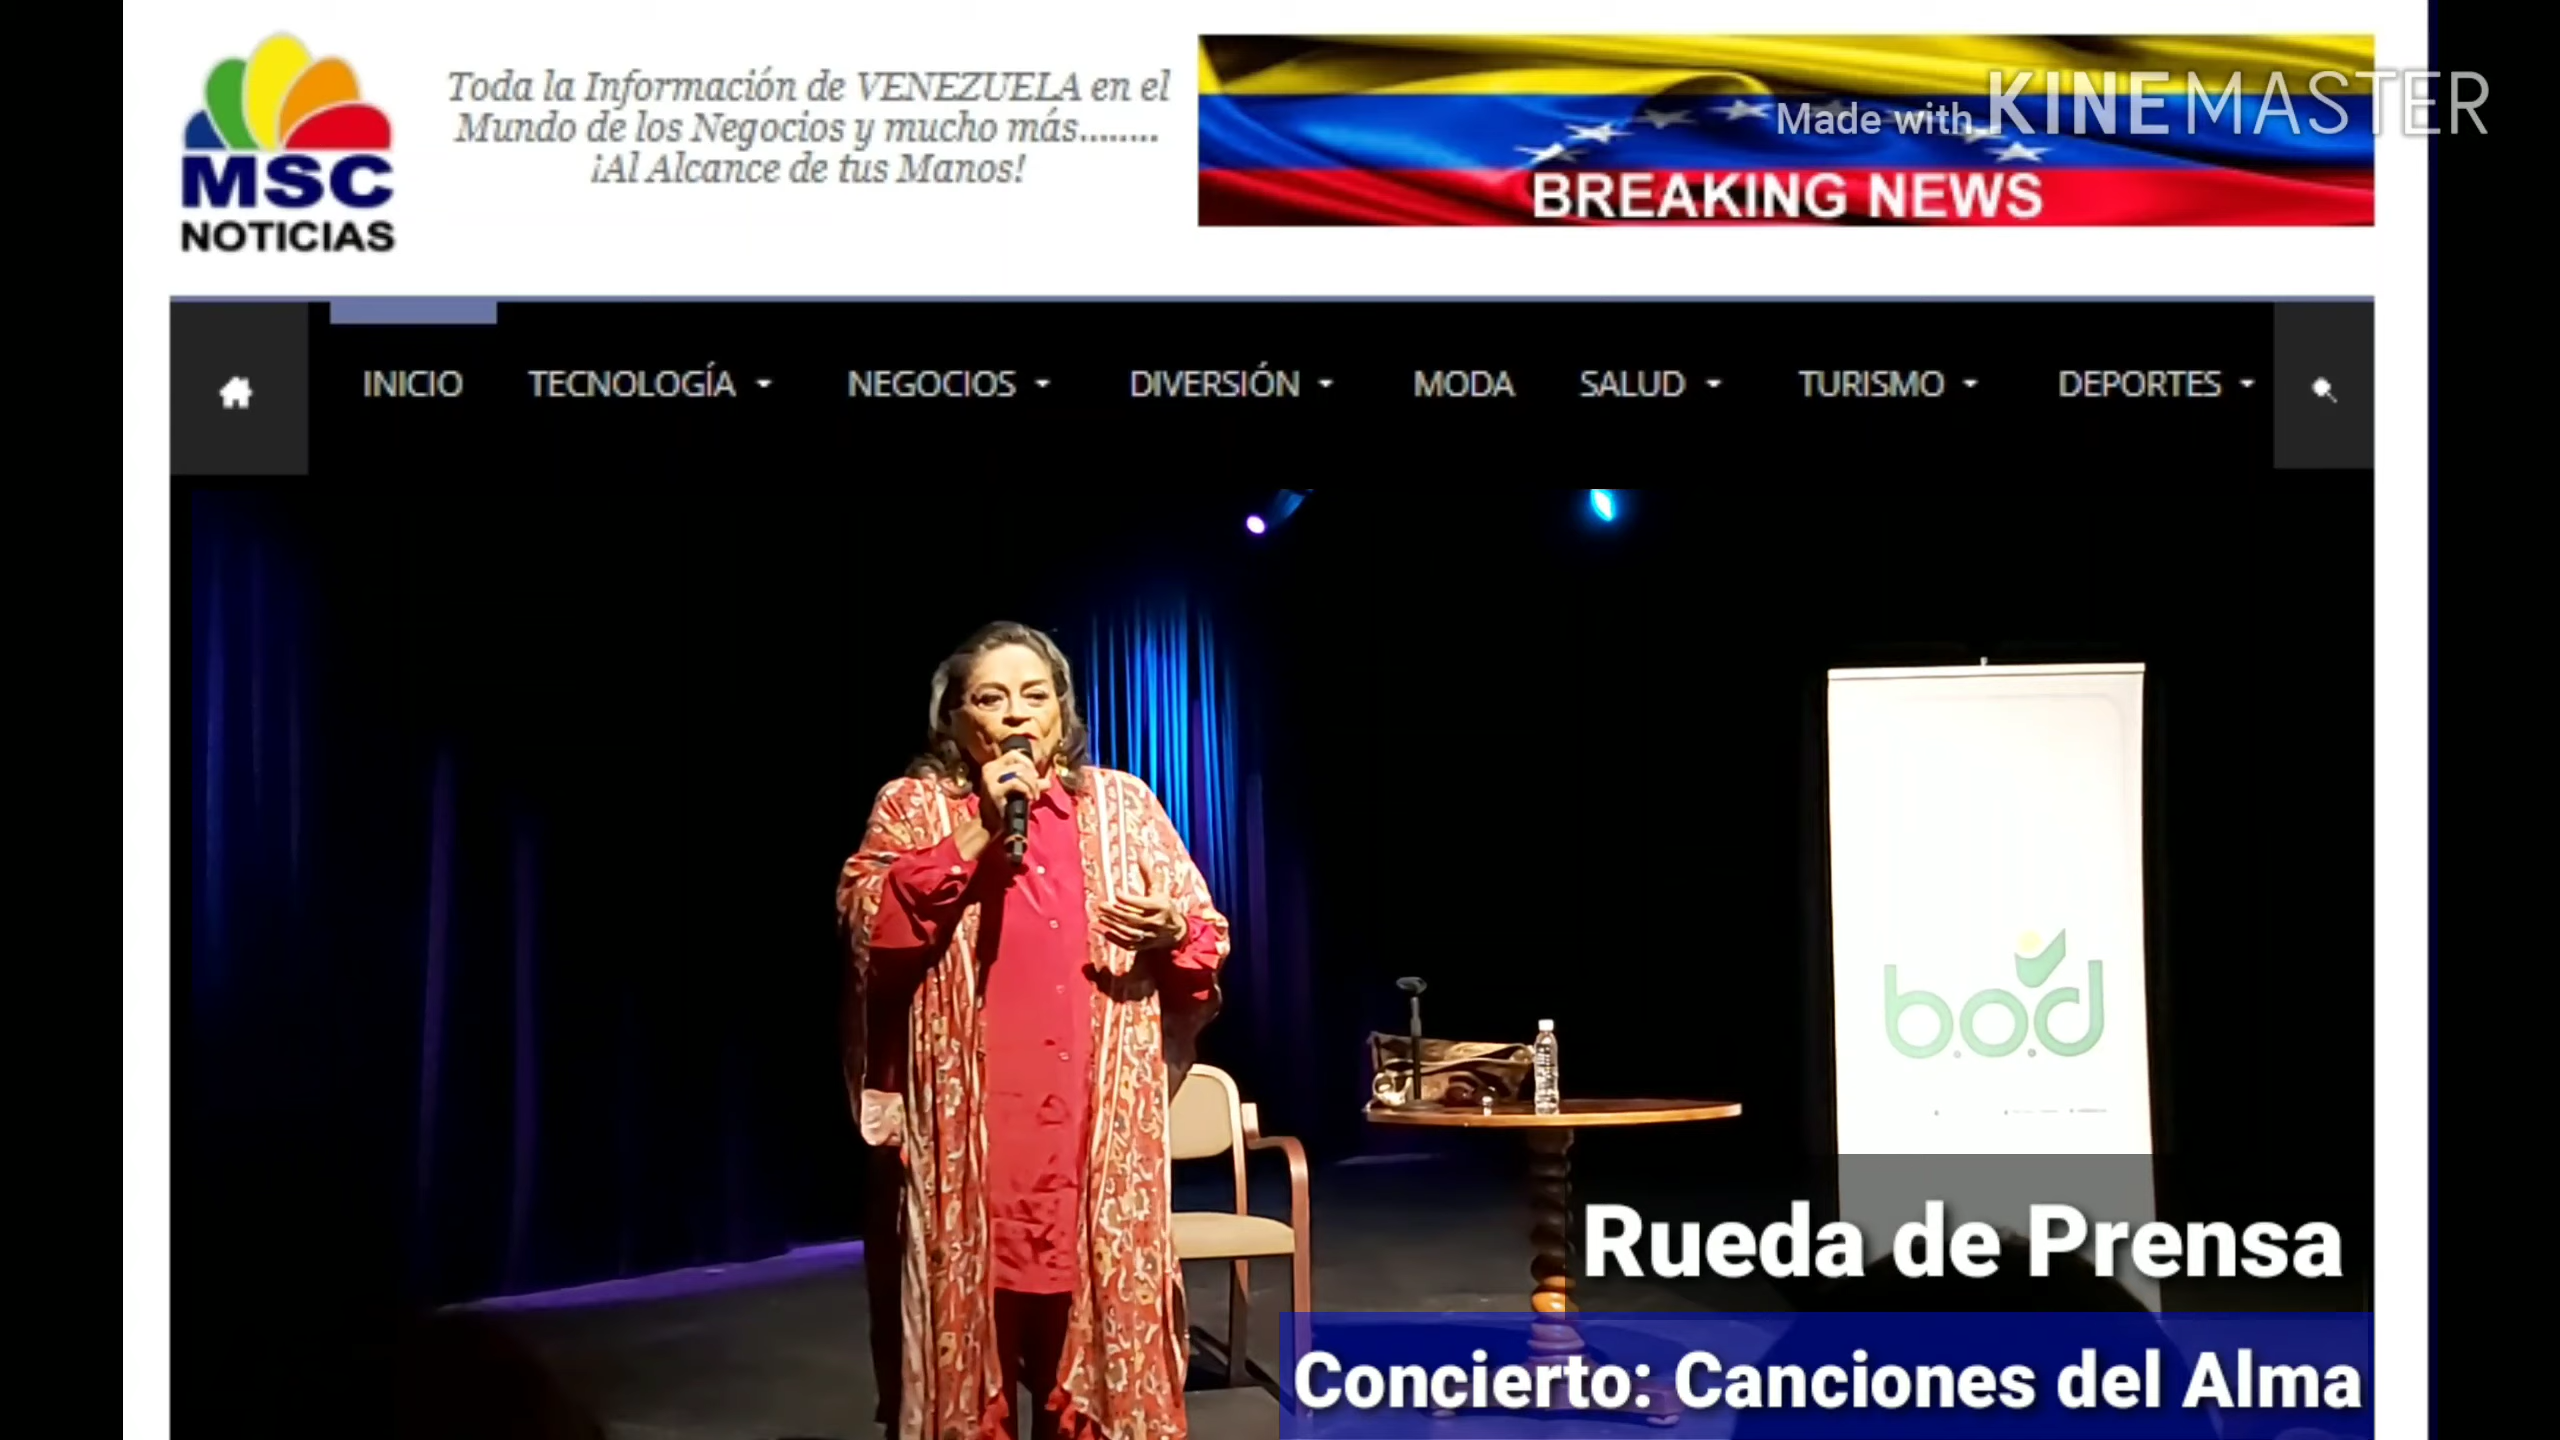 Toda la Información de VENEZUELA en el
Mundo de los Negocios y mucho más........
¡Al Alcance de tus Manos!
MSC
NOTICIAS
Made with KINEMASTER
BREAKING NEWS
INICIO TECNOLOGÍA NEGOCIOS DIVERSIÓN MODA SALUD TURISMO DEPORTES
b.o.d
Rueda de Prensa
Concierto: Canciones del Alma